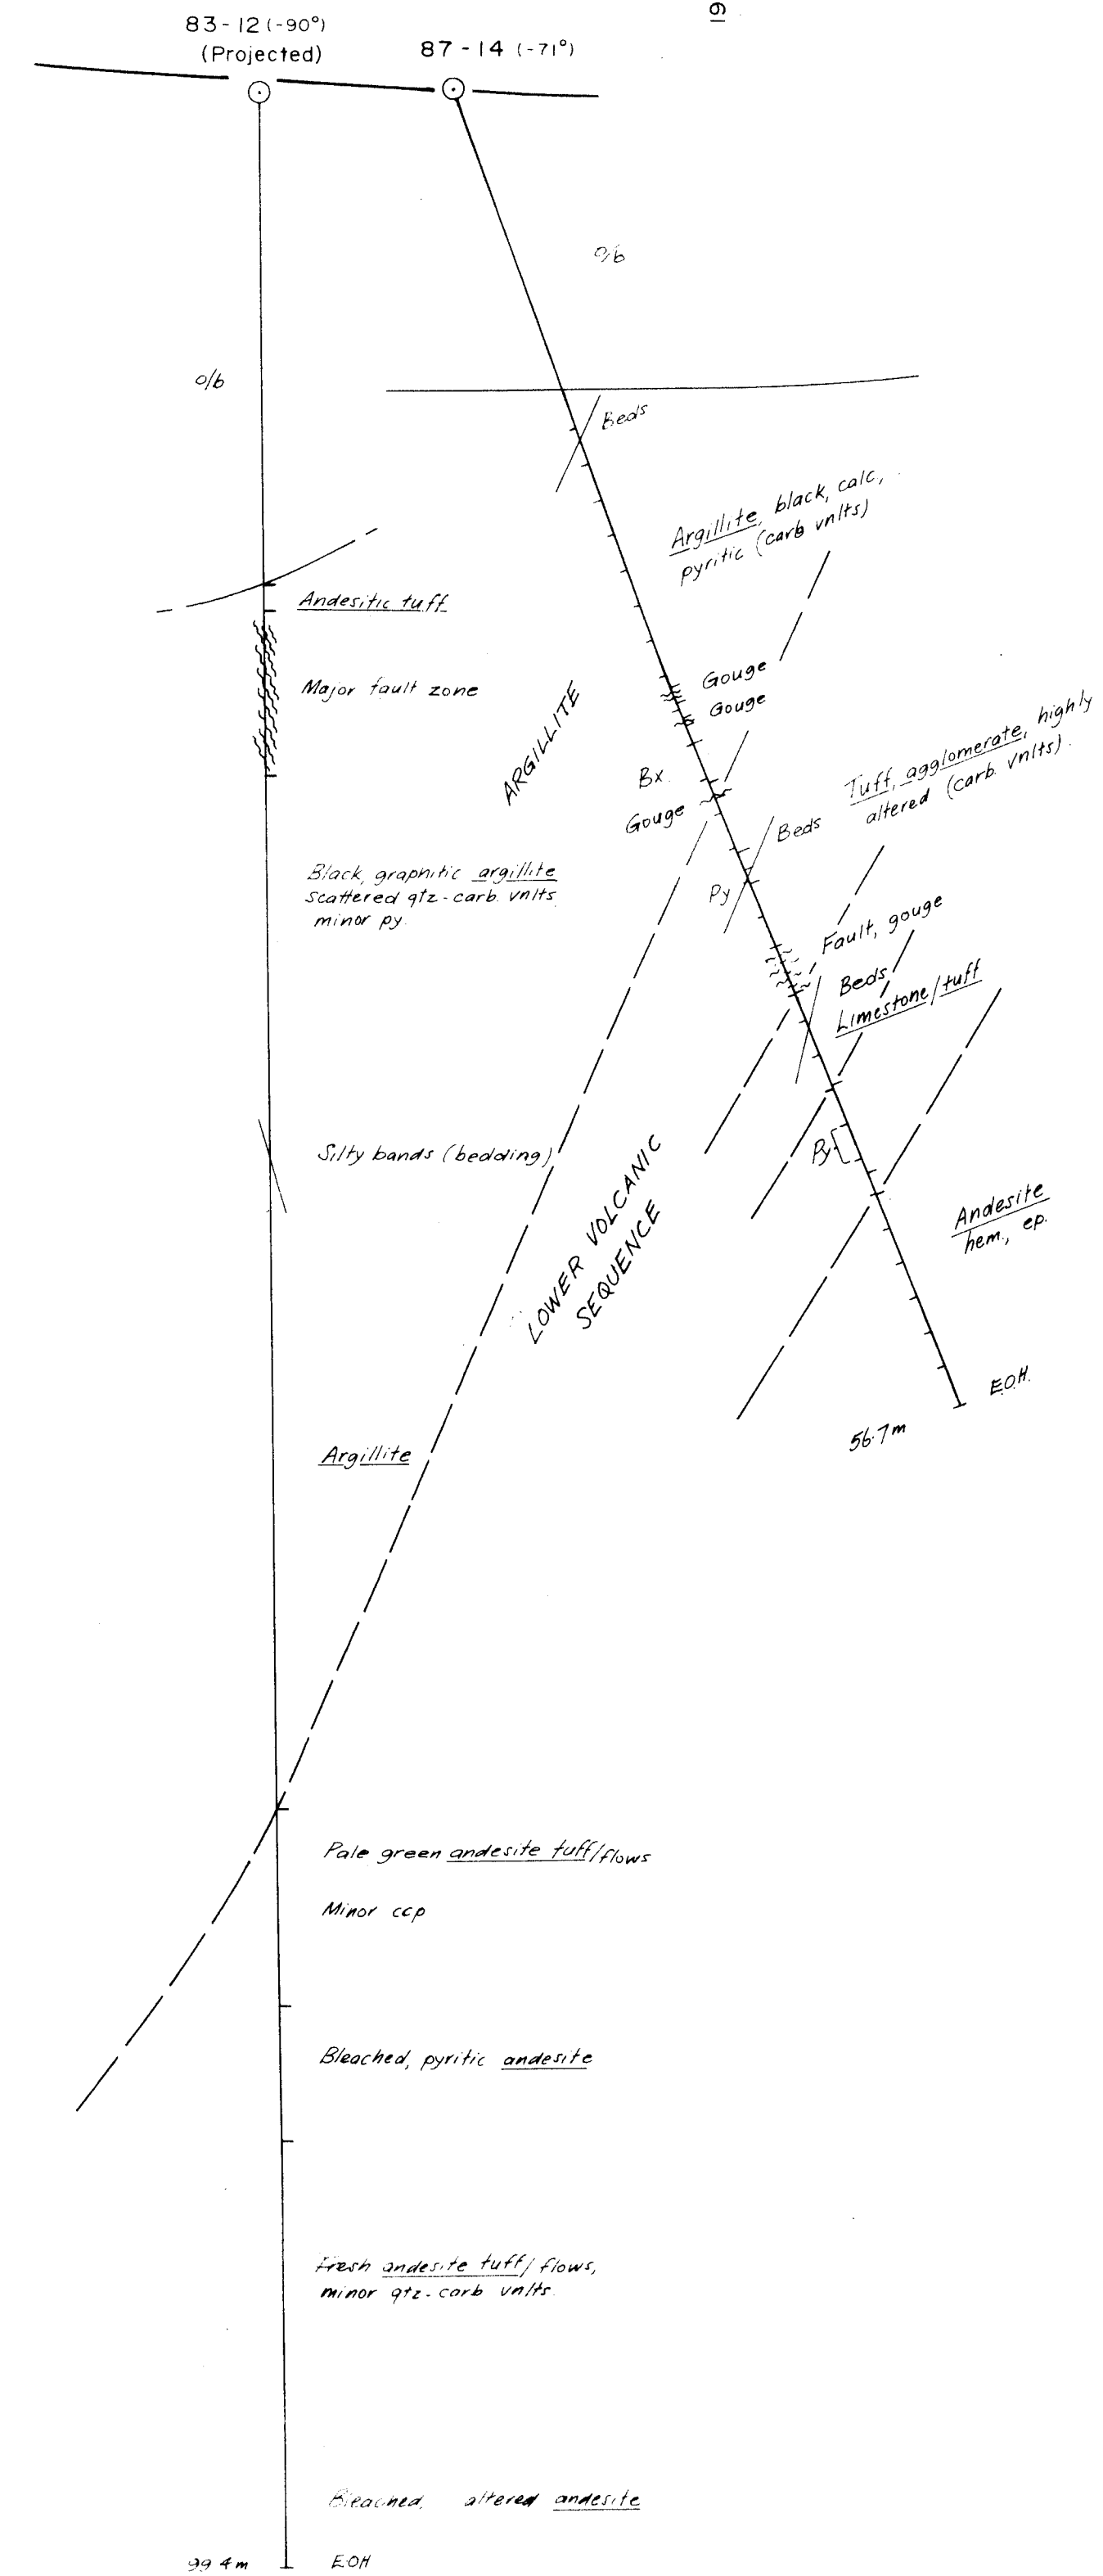 19
83-12 (-90°)
(Projected)
87-14 (-71°)
o/b
o/b
Beds
Argillite, black, calc,
pyritic (carb vnlts)
Andesitic tuff
Major fault zone
ARGILLITE
Gouge
Gouge
Bx.
Gouge
Tuff, agglomerate, highly
altered (carb. vnlts).
Beds
Py
Black, graphitic argillite
scattered qtz-carb. vnlts
minor py.
Fault, gouge
Beds
Limestone/tuff
Silty bands (bedding)
Py
LOWER VOLCANIC
SEQUENCE
Andesite
hem., ep.
E.O.H.
56.7m
Argillite
Pale green andesite tuff/flows
Minor ccp
Bleached, pyritic andesite
Fresh andesite tuff/flows,
minor qtz-carb vnlts.
Bleached, altered andesite
99.4m EOH